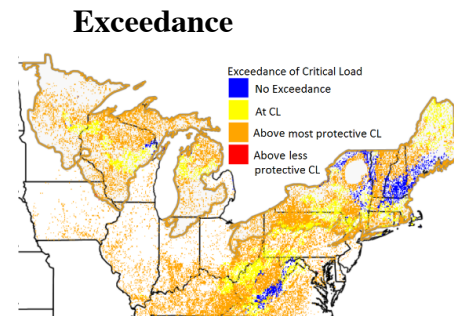 Exceedance
Exceedance of Critical Load
No Exceedance
At CL
Above most protective CL
Above less
protective CL